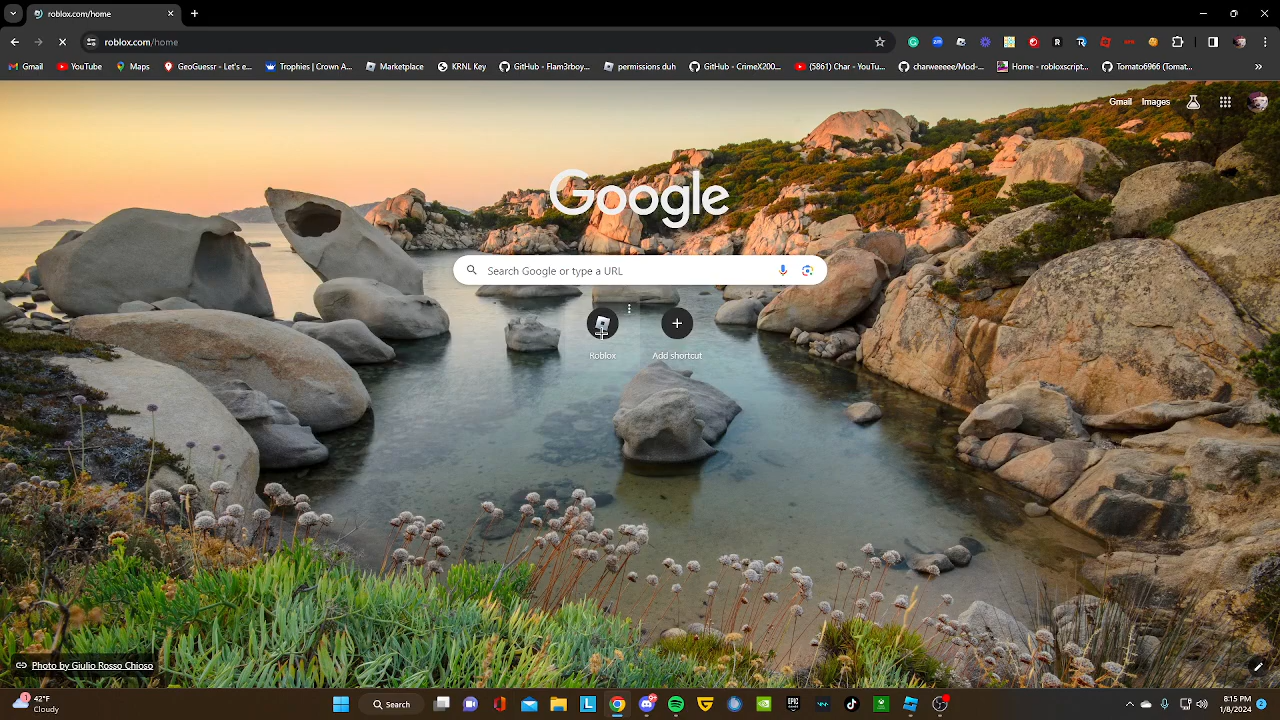 roblox.com/home
roblox.com/home
Gmail
YouTube
Maps
GeoGuessr - Let's e...
Trophies | Crown A...
Marketplace
KRNL Key
GitHub - Flam3rboy...
permissions duh
GitHub - CrimeX200...
(5861) Char - YouTu...
GitHub charweeeee/Mod-...
Home - robloxscript...
Tomato6966 (Tomat...
Gmail
Images
Google
Search Google or type a URL
Roblox
Add shortcut
Photo by Giulio Rosso Chioso
42°F
Cloudy
Search
8:15 PM
1/8/2024